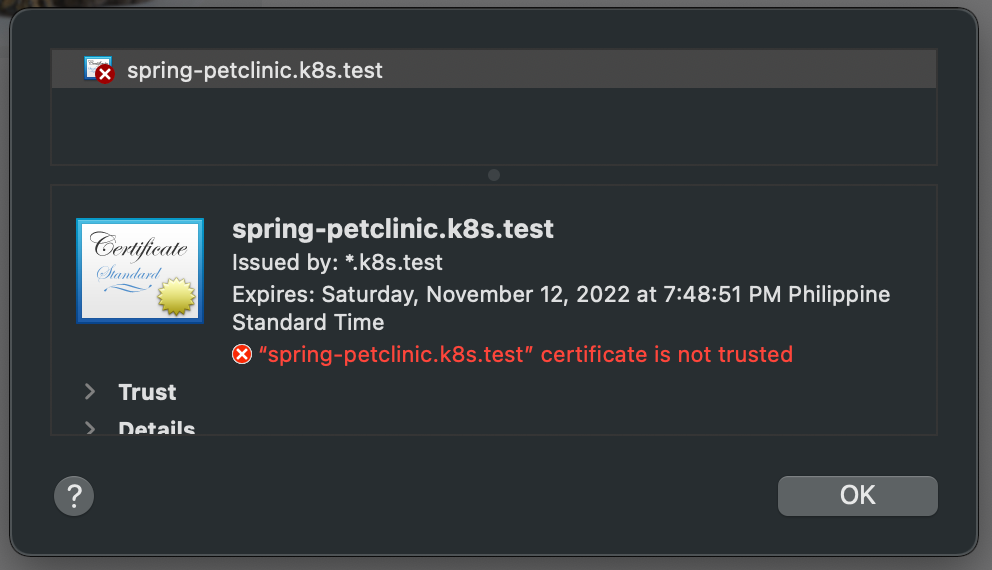 spring-petclinic.k8s.test
Certificate
Standard
spring-petclinic.k8s.test
Issued by: *.k8s.test
Expires: Saturday, November 12, 2022 at 7:48:51 PM Philippine
Standard Time
“spring-petclinic.k8s.test” certificate is not trusted
Trust
Details
?
OK